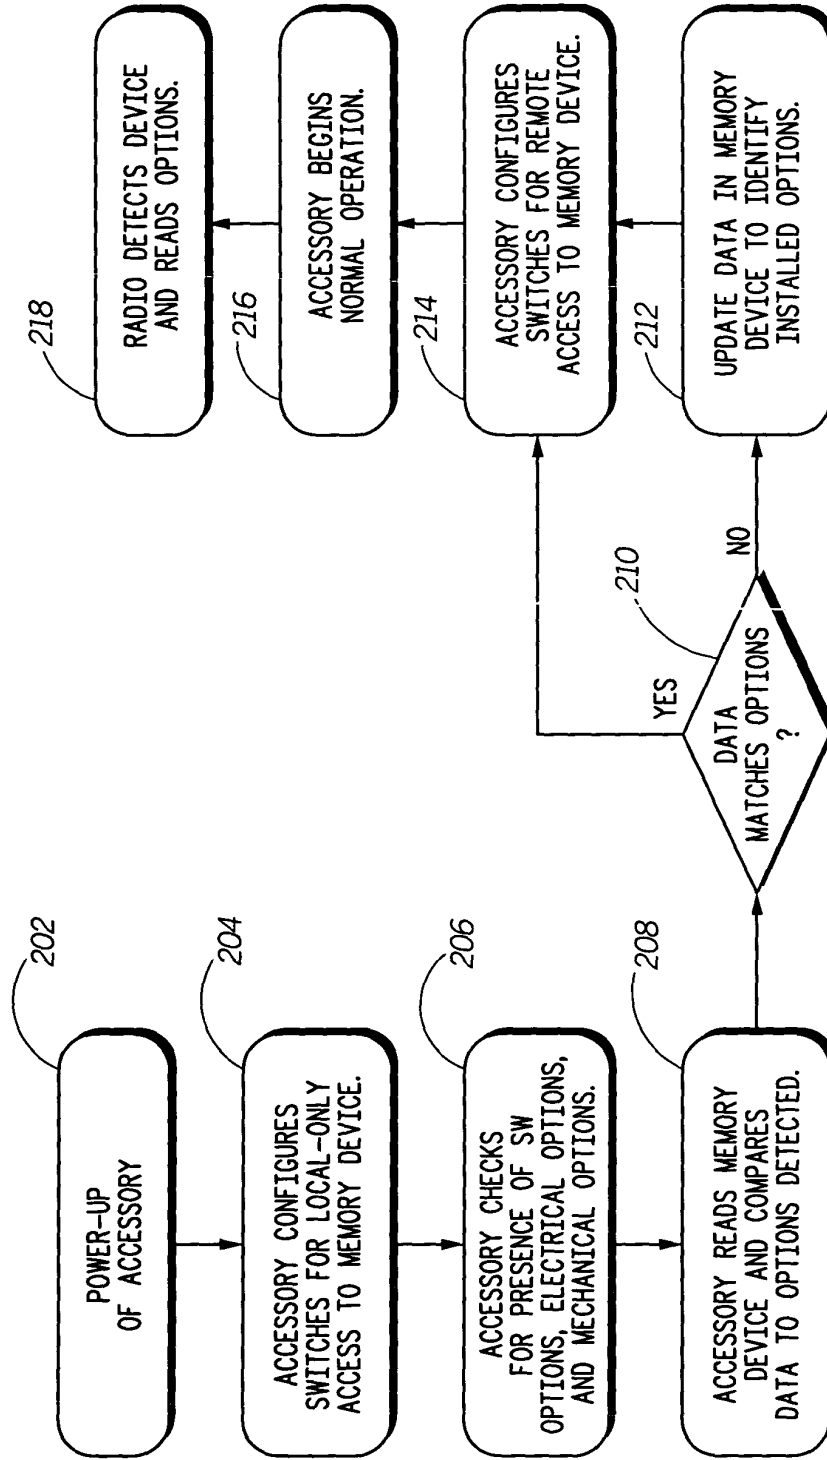 202
POWER-UP
OF ACCESSORY
204
ACCESSORY CONFIGURES
SWITCHES FOR LOCAL-ONLY
ACCESS TO MEMORY DEVICE.
206
ACCESSORY CHECKS
FOR PRESENCE OF SW
OPTIONS, ELECTRICAL OPTIONS,
AND MECHANICAL OPTIONS.
208
ACCESSORY READS MEMORY
DEVICE AND COMPARES
DATA TO OPTIONS DETECTED.
210
DATA
MATCHES OPTIONS
?
YES
NO
212
UPDATE DATA IN MEMORY
DEVICE TO IDENTIFY
INSTALLED OPTIONS.
214
ACCESSORY CONFIGURES
SWITCHES FOR REMOTE
ACCESS TO MEMORY DEVICE.
216
ACCESSORY BEGINS
NORMAL OPERATION.
218
RADIO DETECTS DEVICE
AND READS OPTIONS.